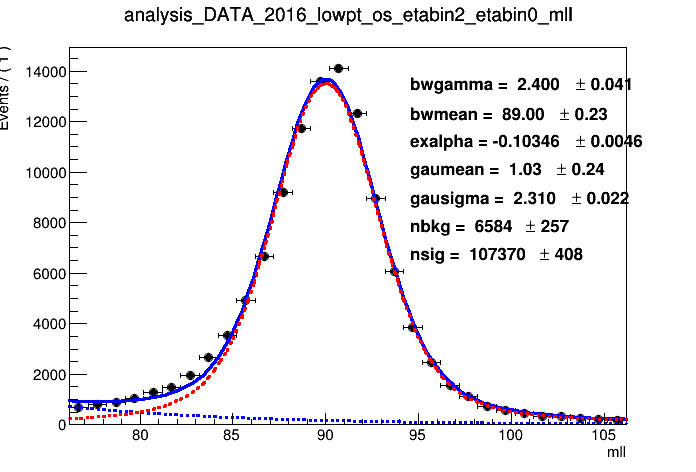 analysis_DATA_2016_lowpt_os_etabin2_etabin0_mll
Events / ( 1 )
14000
12000
10000
8000
6000
4000
2000
0
bwgamma = 2.400 ± 0.041
bwmean = 89.00 ± 0.23
exalpha = -0.10346 ± 0.0046
gaumean = 1.03 ± 0.24
gausigma = 2.310 ± 0.022
nbkg = 6584 ± 257
nsig = 107370 ± 408
80 85 90 95 100 105
mll